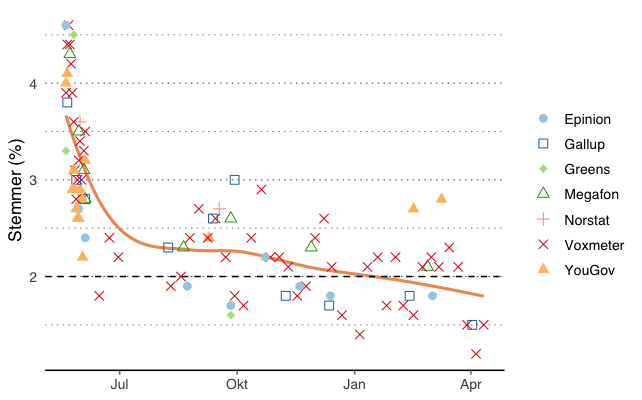 Stemmer (%)
4
3
2
Jul
Okt
Jan
Apr
Epinion
Gallup
Greens
Megafon
Norstat
Voxmeter
YouGov